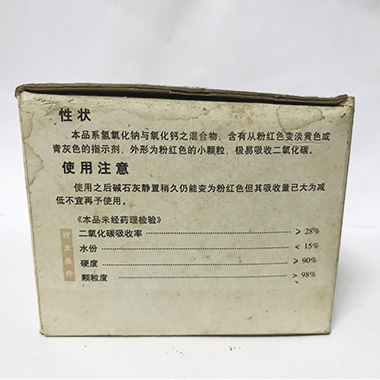 性状
本品系氢氧化钠与氧化钙之混合物，含有从粉红色变淡黄色或
青灰色的指示剂，外形为粉红色的小颗粒，极易吸收二氧化碳。
使用注意
使用之后碱石灰静置稍久仍能变为粉红色但其吸收量已大为减
低不宜再予使用。
《本品未经药理检验》
技术条件
二氧化碳吸收率 > 28%
水份 < 15%
硬度 ≥ 90%
颗粒度 > 98%